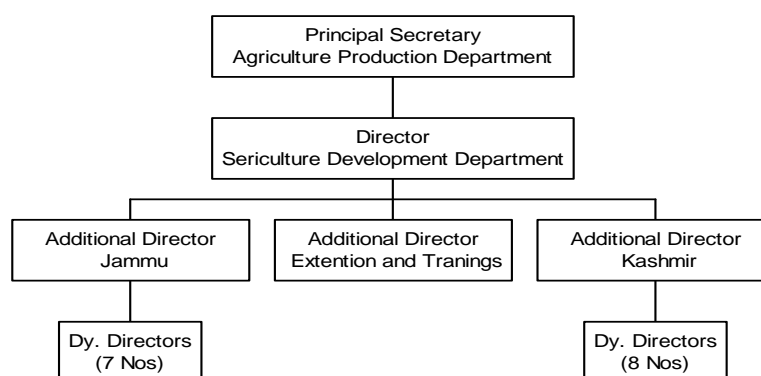 Principal Secretary
Agriculture Production Department
Director
Sericulture Development Department
Additional Director
Jammu
Additional Director
Extention and Tranings
Additional Director
Kashmir
Dy. Directors
(7 Nos)
Dy. Directors
(8 Nos)